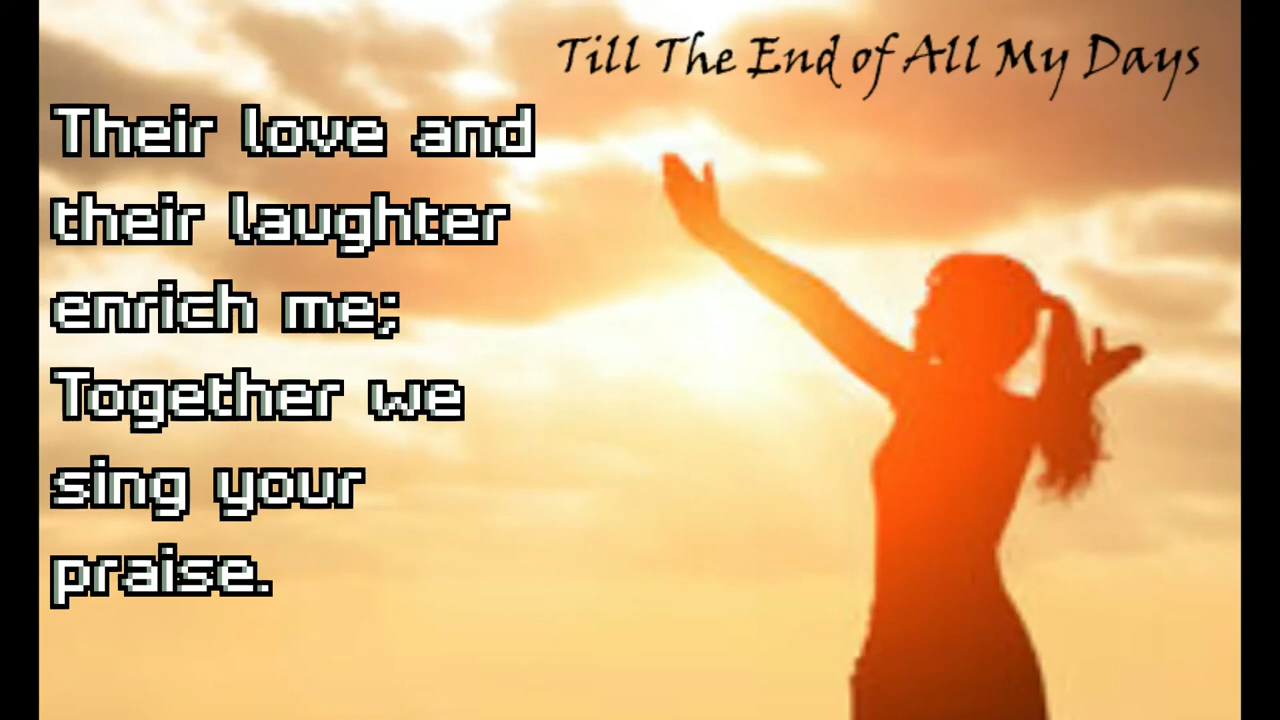 Till The End of All My Days
Their love and
their laughter
enrich me;
Together we
sing your
praise.